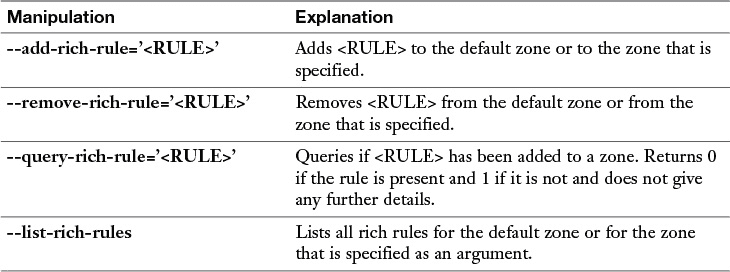 Manipulation Explanation
--add-rich-rule='<RULE>' Adds <RULE> to the default zone or to the zone that is
specified.
--remove-rich-rule='<RULE>' Removes <RULE> from the default zone or from the
zone that is specified.
--query-rich-rule='<RULE>' Queries if <RULE> has been added to a zone. Returns 0
if the rule is present and 1 if it is not and does not give
any further details.
--list-rich-rules Lists all rich rules for the default zone or for the zone
that is specified as an argument.